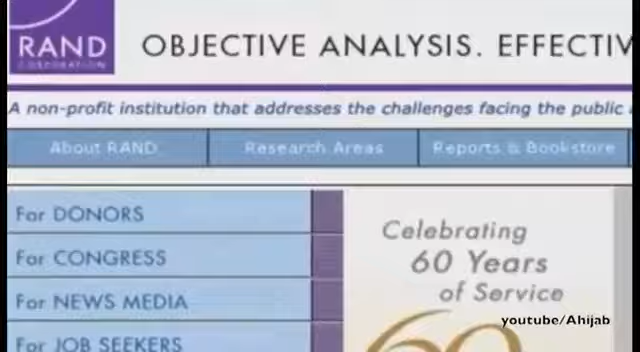 RAND
CORPORATION
OBJECTIVE ANALYSIS. EFFECTIV
A non-profit institution that addresses the challenges facing the public
About RAND
Research Areas
Reports & Bookstore
For DONORS
For CONGRESS
For NEWS MEDIA
For JOB SEEKERS
Celebrating
60 Years
of Service
60
youtube/Ahijab